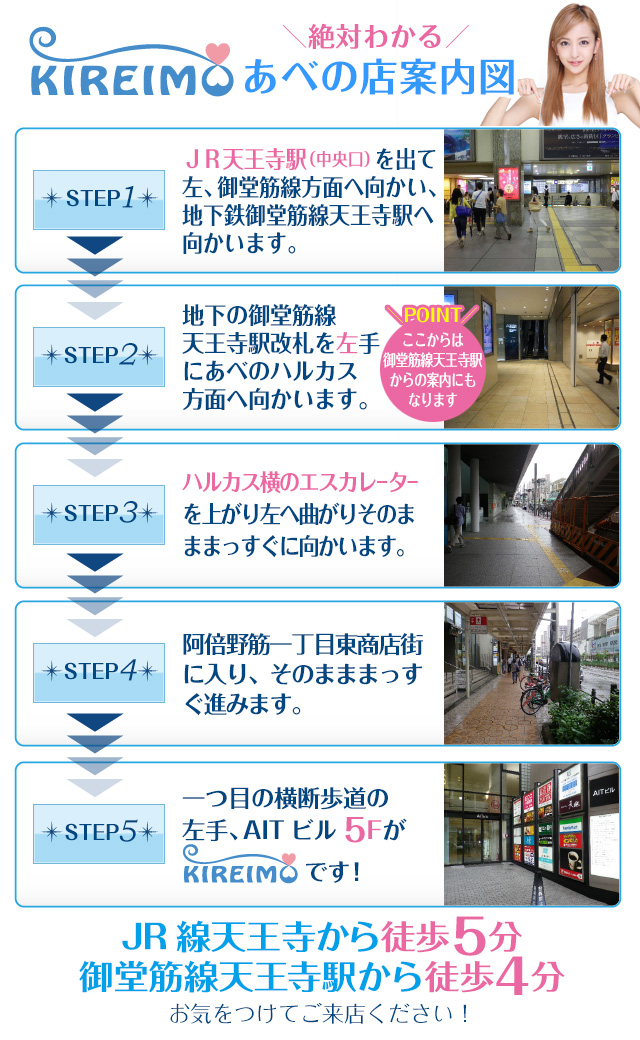 絶対わかる
KIREIMO あべの店案内図
STEP1
JR天王寺駅(中央口)を出て
左、御堂筋線方面へ向かい、
地下鉄御堂筋線天王寺駅へ
向かいます。
STEP2
地下の御堂筋線
天王寺駅改札を左手
にあべのハルカス
方面へ向かいます。
POINT
ここからは
御堂筋線天王寺駅
からの案内にも
なります
STEP3
ハルカス横のエスカレーター
を上がり左へ曲がりそのま
ままっすぐに向かいます。
STEP4
阿倍野筋一丁目東商店街
に入り、そのまままっす
ぐ進みます。
STEP5
一つ目の横断歩道の
左手、AIT ビル 5Fが
KIREIMO です!
AITビル
JR 線天王寺から徒歩5分
御堂筋線天王寺駅から徒歩4分
お気をつけてご来店ください!